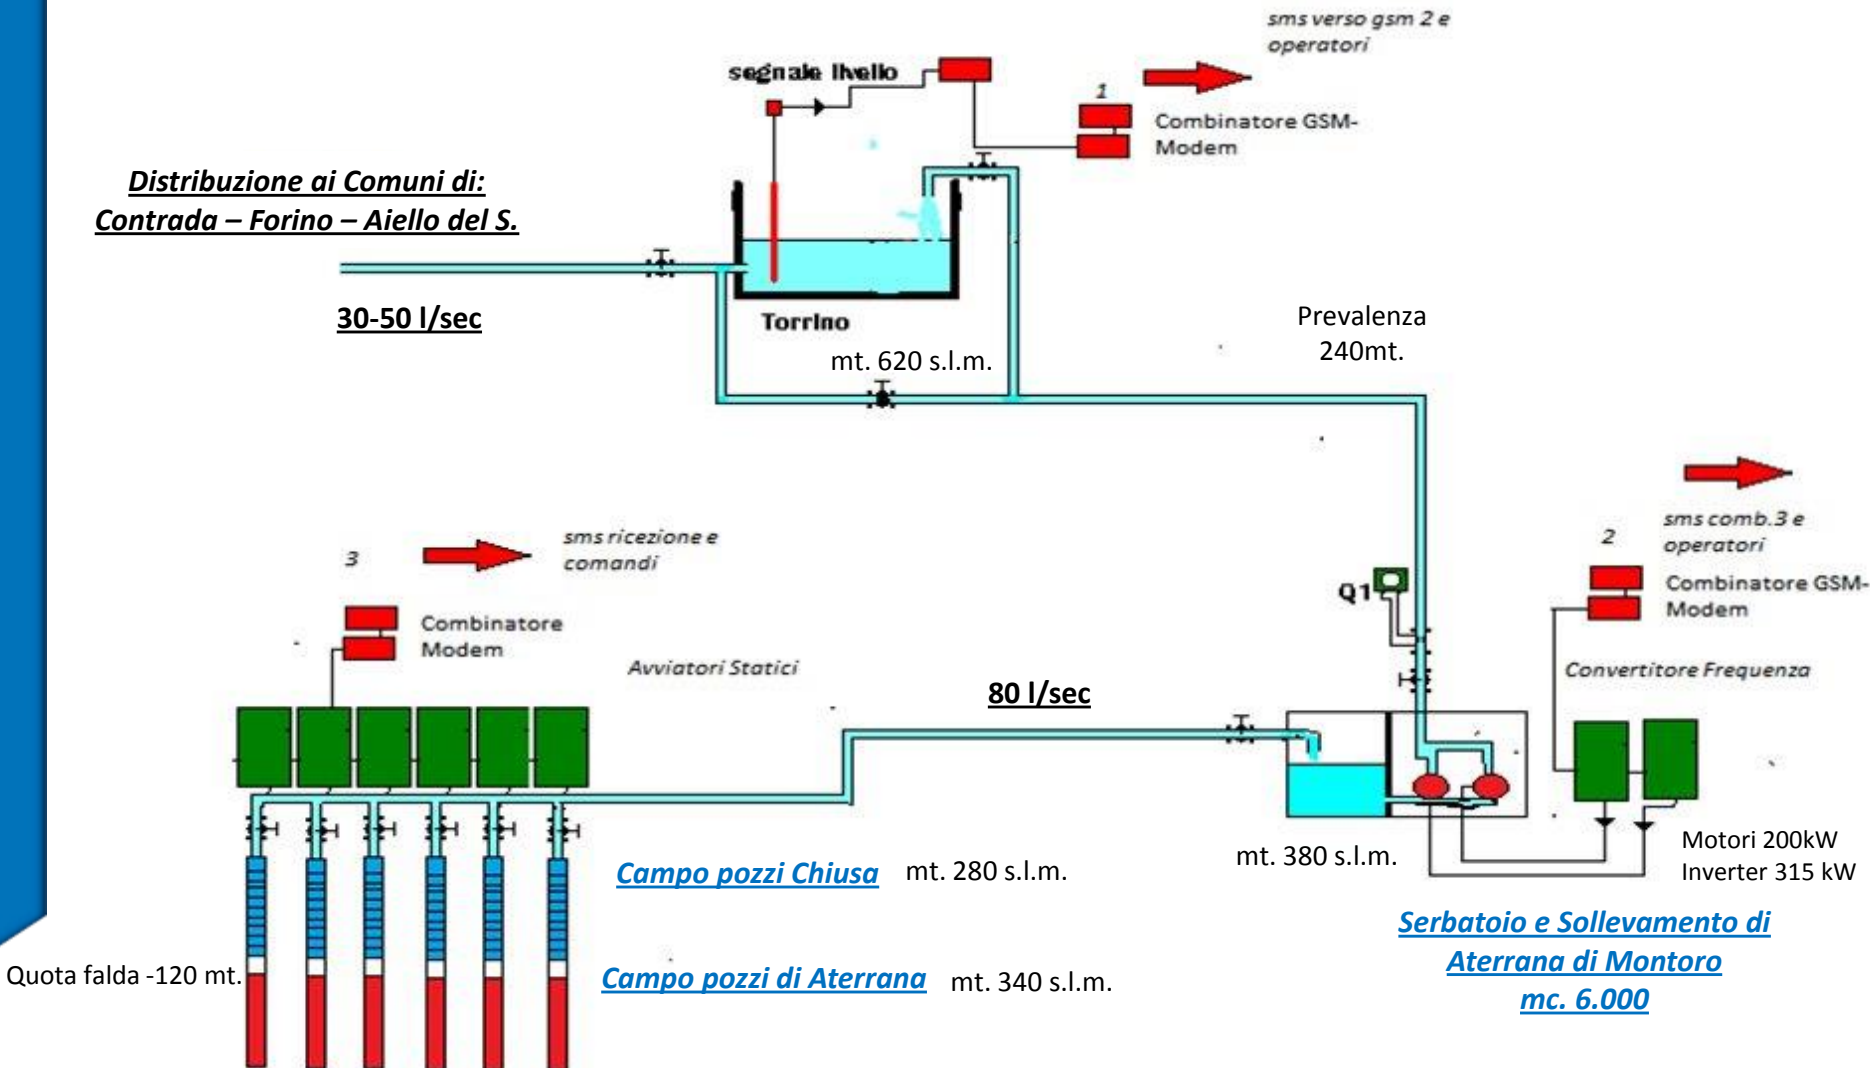 sms verso gsm 2 e
operatori
segnale livello
1
Combinatore GSM-
Modem
Distribuzione ai Comuni di:
Contrada – Forino – Aiello del S.
30-50 l/sec
Torrino
mt. 620 s.l.m.
Prevalenza
240mt.
sms comb.3 e
operatori
2
Combinatore GSM-
Modem
3
sms ricezione e
comandi
Combinatore
Modem
Q1
Avviatori Statici
Convertitore Frequenza
80 l/sec
Motori 200kW
Inverter 315 kW
mt. 380 s.l.m.
Campo pozzi Chiusa
mt. 280 s.l.m.
Serbatoio e Sollevamento di
Aterrana di Montoro
mc. 6.000
Quota falda -120 mt.
Campo pozzi di Aterrana
mt. 340 s.l.m.